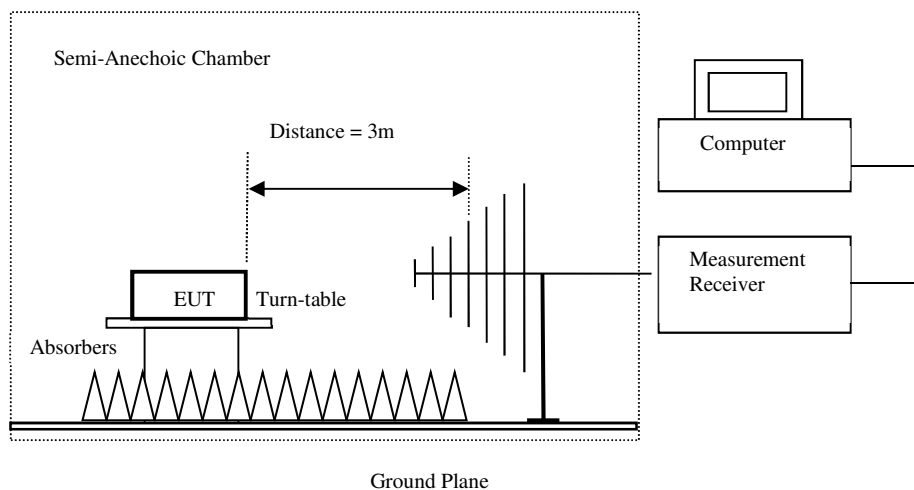 Semi-Anechoic Chamber
Distance = 3m
Computer
Measurement
Receiver
EUT
Turn-table
Absorbers
Ground Plane